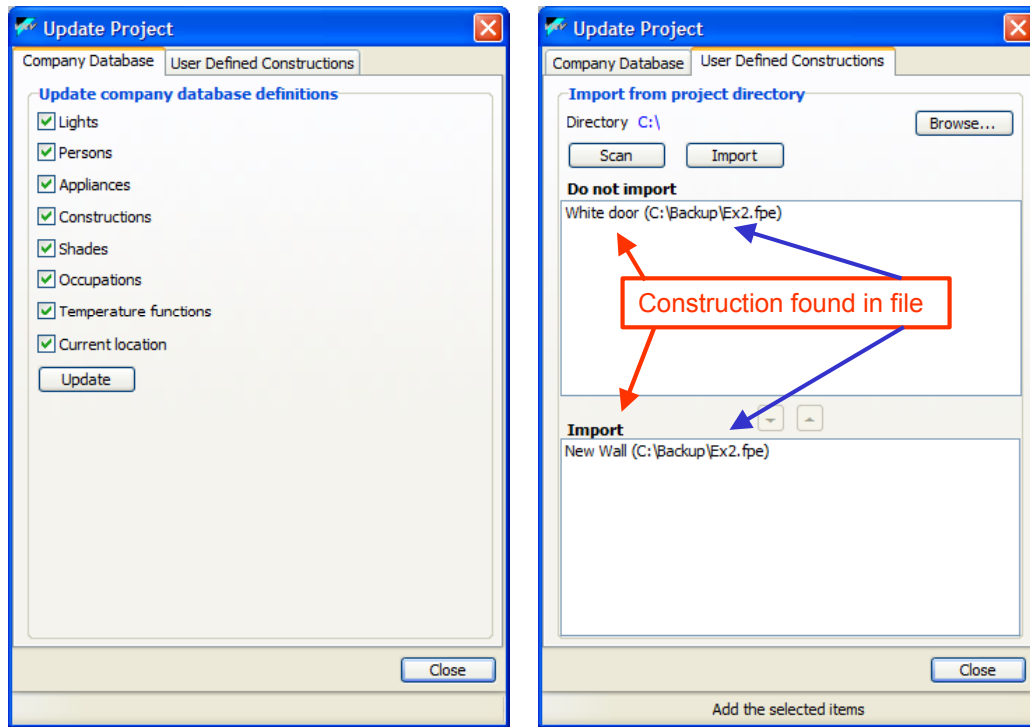 Update Project
Company Database User Defined Constructions
Update company database definitions
Lights
Persons
Appliances
Constructions
Shades
Occupations
Temperature functions
Current location
Update
Close
Update Project
Company Database User Defined Constructions
Import from project directory
Directory C:\ Browse...
Scan Import
Do not import
White door (C:\Backup\Ex2.fpe)
Construction found in file
Import
New Wall (C:\Backup\Ex2.fpe)
Close
Add the selected items